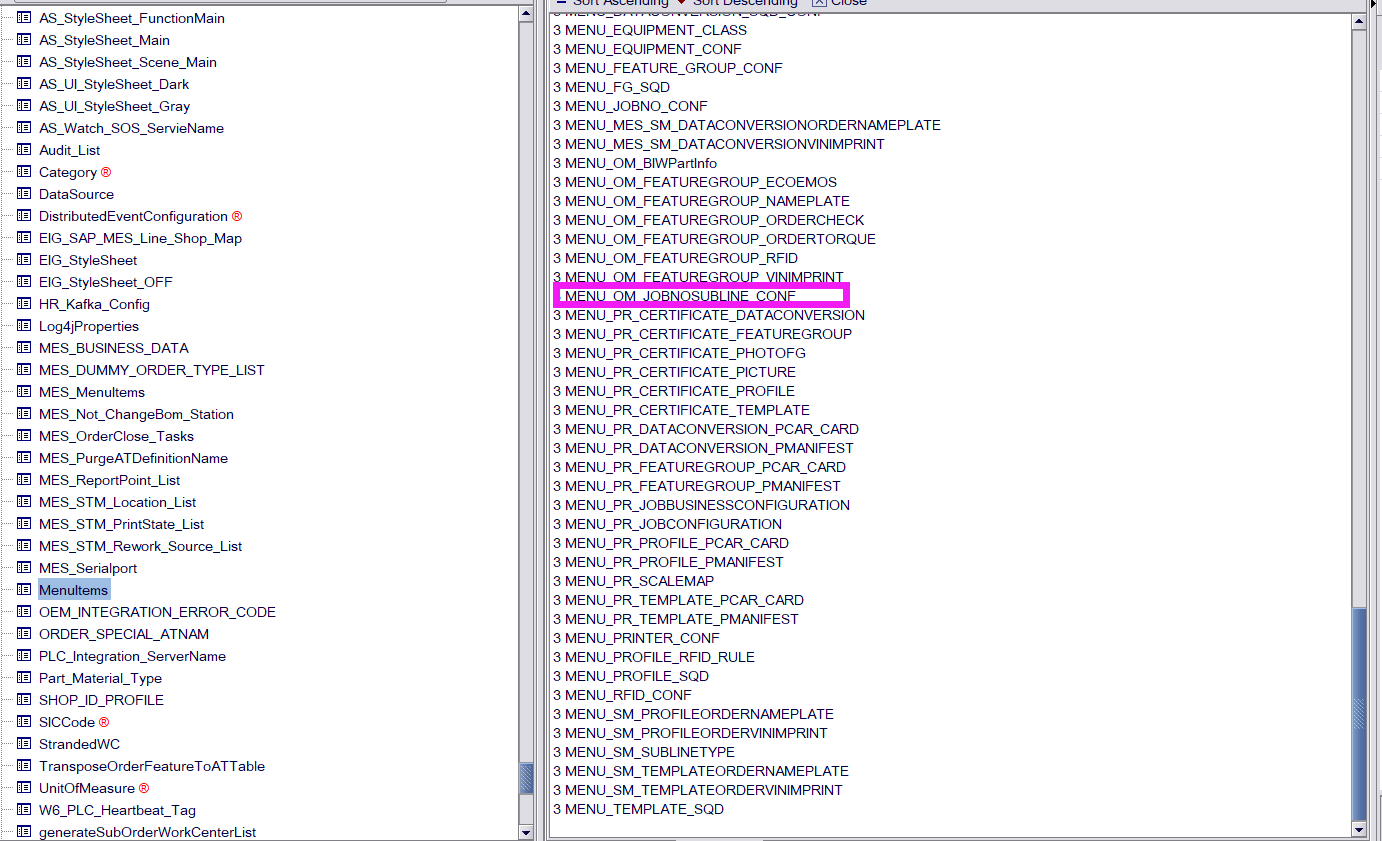 AS_StyleSheet_FunctionMain
AS_StyleSheet_Main
AS_StyleSheet_Scene_Main
AS_UI_StyleSheet_Dark
AS_UI_StyleSheet_Gray
AS_Watch_SOS_ServieName
Audit_List
Category ®
DataSource
DistributedEventConfiguration ®
EIG_SAP_MES_Line_Shop_Map
EIG_StyleSheet
EIG_StyleSheet_OFF
HR_Kafka_Config
Log4jProperties
MES_BUSINESS_DATA
MES_DUMMY_ORDER_TYPE_LIST
MES_MenuItems
MES_Not_ChangeBom_Station
MES_OrderClose_Tasks
MES_PurgeATDefinitionName
MES_ReportPoint_List
MES_STM_Location_List
MES_STM_PrintState_List
MES_STM_Rework_Source_List
MES_Serialport
MenuItems
OEM_INTEGRATION_ERROR_CODE
ORDER_SPECIAL_ATNAM
PLC_Integration_ServerName
Part_Material_Type
SHOP_ID_PROFILE
SICCode ®
StrandedWC
TransposeOrderFeatureToATTable
UnitOfMeasure ®
W6_PLC_Heartbeat_Tag
generateSubOrderWorkCenterList
Sort Ascending Sort Descending Close
3 MENU_DATACONVERSION_SQD_CONF
3 MENU_EQUIPMENT_CLASS
3 MENU_EQUIPMENT_CONF
3 MENU_FEATURE_GROUP_CONF
3 MENU_FG_SQD
3 MENU_JOBNO_CONF
3 MENU_MES_SM_DATACONVERSIONORDERNAMEPLATE
3 MENU_MES_SM_DATACONVERSIONVINIMPRINT
3 MENU_OM_BIWPartInfo
3 MENU_OM_FEATUREGROUP_ECOEMOS
3 MENU_OM_FEATUREGROUP_NAMEPLATE
3 MENU_OM_FEATUREGROUP_ORDERCHECK
3 MENU_OM_FEATUREGROUP_ORDERTORQUE
3 MENU_OM_FEATUREGROUP_RFID
3 MENU_OM_FEATUREGROUP_VINIMPRINT
MENU_OM_JOBNOSUBLINE_CONF
3 MENU_PR_CERTIFICATE_DATACONVERSION
3 MENU_PR_CERTIFICATE_FEATUREGROUP
3 MENU_PR_CERTIFICATE_PHOTOFG
3 MENU_PR_CERTIFICATE_PICTURE
3 MENU_PR_CERTIFICATE_PROFILE
3 MENU_PR_CERTIFICATE_TEMPLATE
3 MENU_PR_DATACONVERSION_PCAR_CARD
3 MENU_PR_DATACONVERSION_PMANIFEST
3 MENU_PR_FEATUREGROUP_PCAR_CARD
3 MENU_PR_FEATUREGROUP_PMANIFEST
3 MENU_PR_JOBBUSINESSCONFIGURATION
3 MENU_PR_JOBCONFIGURATION
3 MENU_PR_PROFILE_PCAR_CARD
3 MENU_PR_PROFILE_PMANIFEST
3 MENU_PR_SCALEMAP
3 MENU_PR_TEMPLATE_PCAR_CARD
3 MENU_PR_TEMPLATE_PMANIFEST
3 MENU_PRINTER_CONF
3 MENU_PROFILE_RFID_RULE
3 MENU_PROFILE_SQD
3 MENU_RFID_CONF
3 MENU_SM_PROFILEORDERNAMEPLATE
3 MENU_SM_PROFILEORDERVINIMPRINT
3 MENU_SM_SUBLINETYPE
3 MENU_SM_TEMPLATEORDERNAMEPLATE
3 MENU_SM_TEMPLATEORDERVINIMPRINT
3 MENU_TEMPLATE_SQD